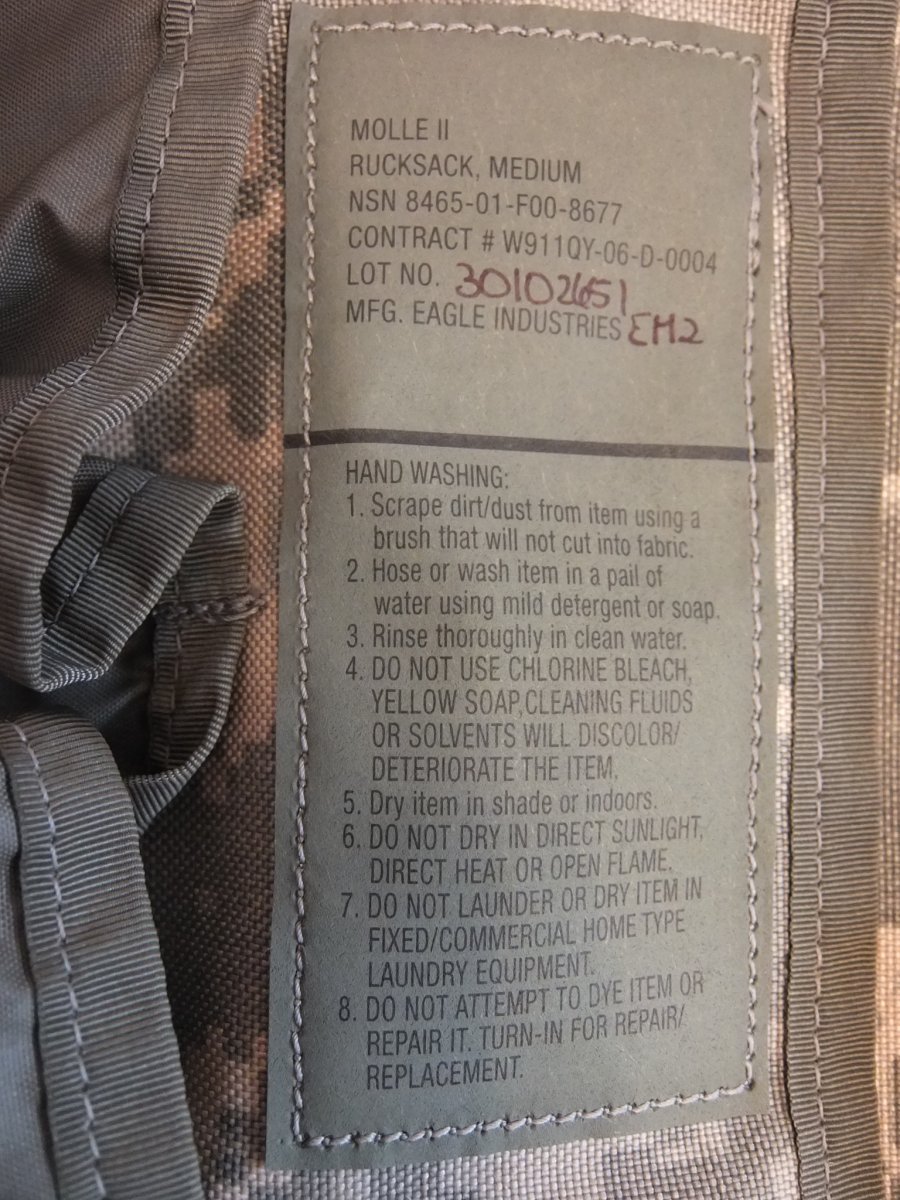 MOLLE II
RUCKSACK, MEDIUM
NSN 8465-01-F00-8677
CONTRACT # W911QY-06-D-0004
LOT NO. 30102651
MFG. EAGLE INDUSTRIES EM2
HAND WASHING:
1. Scrape dirt/dust from item using a
brush that will not cut into fabric.
2. Hose or wash item in a pail of
water using mild detergent or soap.
3. Rinse thoroughly in clean water.
4. DO NOT USE CHLORINE BLEACH,
YELLOW SOAP,CLEANING FLUIDS
OR SOLVENTS WILL DISCOLOR/
DETERIORATE THE ITEM.
5. Dry item in shade or indoors.
6. DO NOT DRY IN DIRECT SUNLIGHT,
DIRECT HEAT OR OPEN FLAME.
7. DO NOT LAUNDER OR DRY ITEM IN
FIXED/COMMERCIAL HOME TYPE
LAUNDRY EQUIPMENT.
8. DO NOT ATTEMPT TO DYE ITEM OR
REPAIR IT. TURN-IN FOR REPAIR/
REPLACEMENT.